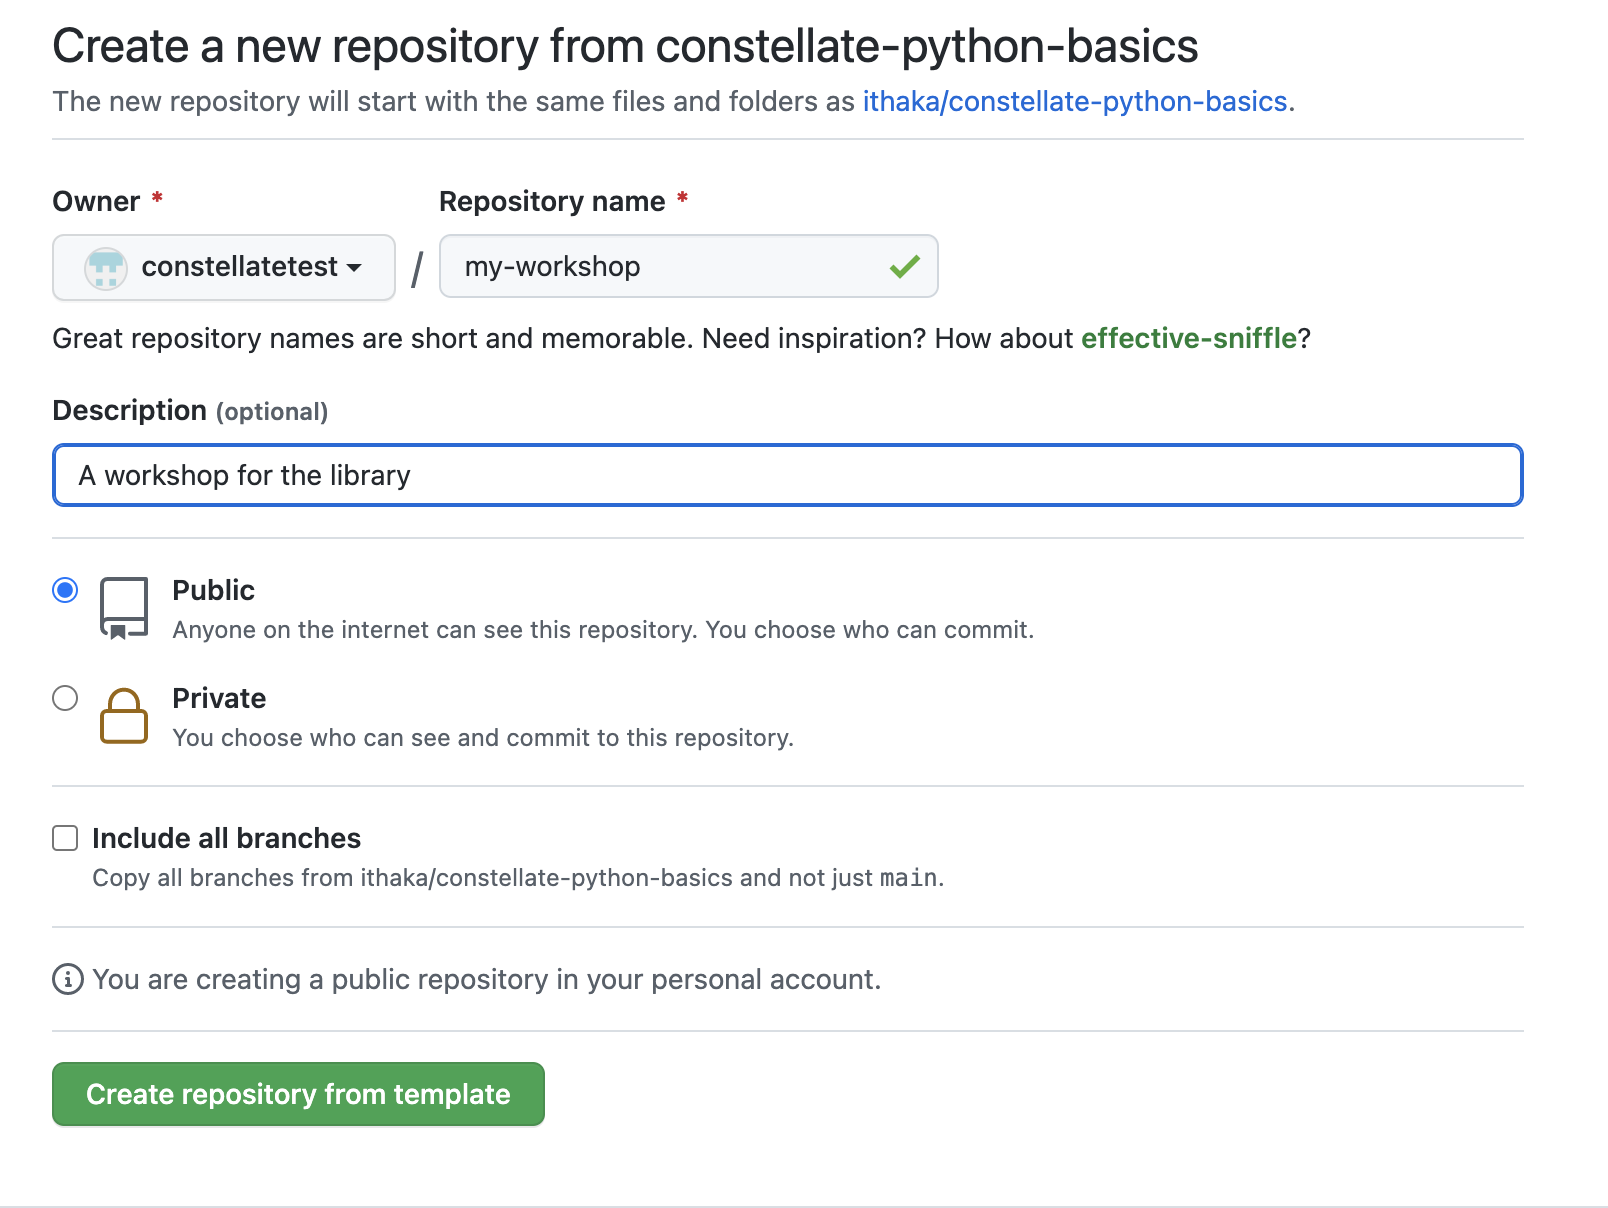 Create a new repository from constellate-python-basics
The new repository will start with the same files and folders as ithaka/constellate-python-basics.
Owner * Repository name *
constellatetest / my-workshop
Great repository names are short and memorable. Need inspiration? How about effective-sniffle?
Description (optional)
A workshop for the library
Public
Anyone on the internet can see this repository. You choose who can commit.
Private
You choose who can see and commit to this repository.
Include all branches
Copy all branches from ithaka/constellate-python-basics and not just main.
You are creating a public repository in your personal account.
Create repository from template